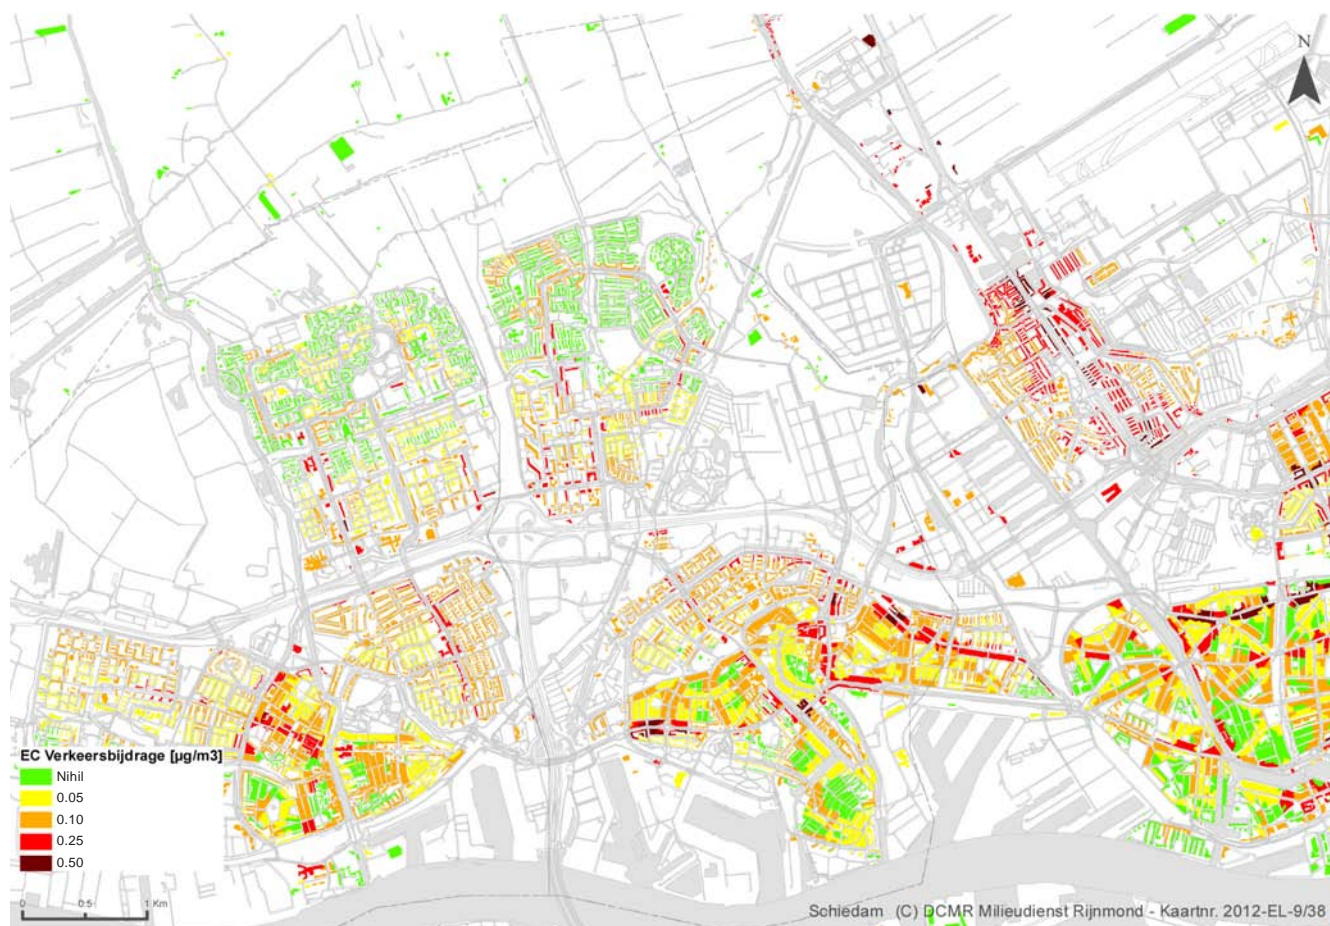 N
EC Verkeersbijdrage [µg/m3]
Nihil
0.05
0.10
0.25
0.50
0 0.5 1 Km
Schiedam (C) DCMR Milieudienst Rijnmond - Kaartnr. 2012-EL-9/38